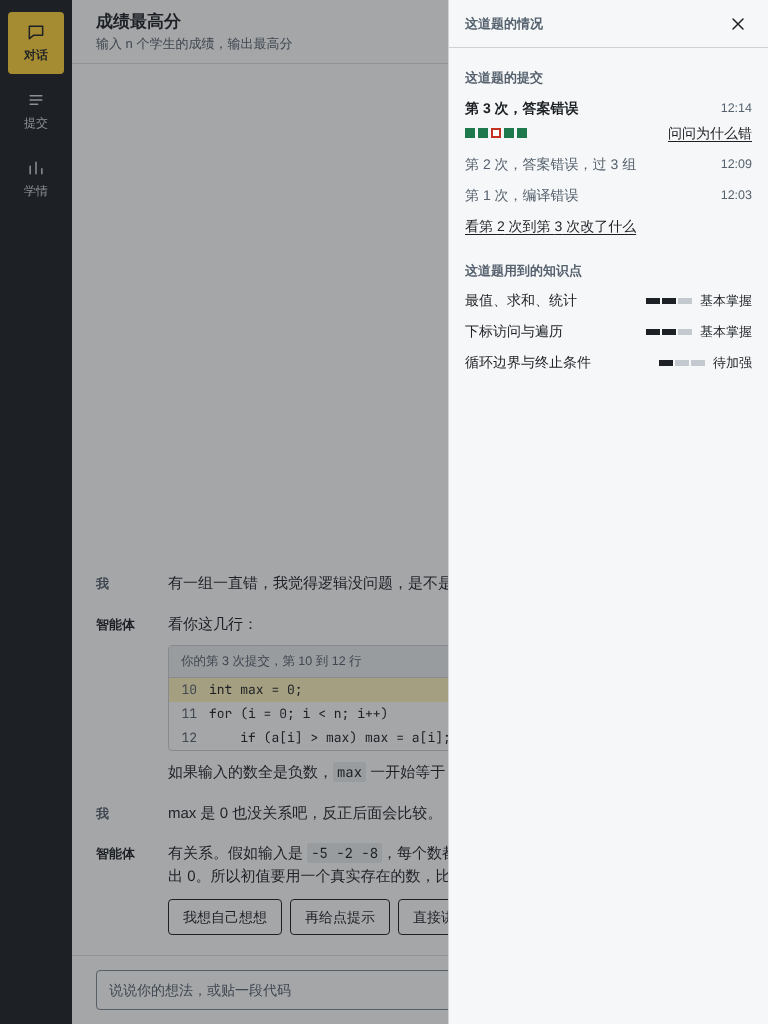 对话
提交
学情
成绩最高分
输入 n 个学生的成绩，输出最高分
我
有一组一直错，我觉得逻辑没问题，是不是
智能体
看你这几行：
你的第 3 次提交，第 10 到 12 行
10 int max = 0;
11 for (i = 0; i < n; i++)
12 if (a[i] > max) max = a[i];
如果输入的数全是负数，max 一开始等于
我
max 是 0 也没关系吧，反正后面会比较。
智能体
有关系。假如输入是 -5 -2 -8，每个数都
出 0。所以初值要用一个真实存在的数，比
我想自己想想
再给点提示
直接讲
说说你的想法，或贴一段代码
这道题的情况
这道题的提交
第 3 次，答案错误 12:14
问问为什么错
第 2 次，答案错误，过 3 组 12:09
第 1 次，编译错误 12:03
看第 2 次到第 3 次改了什么
这道题用到的知识点
最值、求和、统计 基本掌握
下标访问与遍历 基本掌握
循环边界与终止条件 待加强